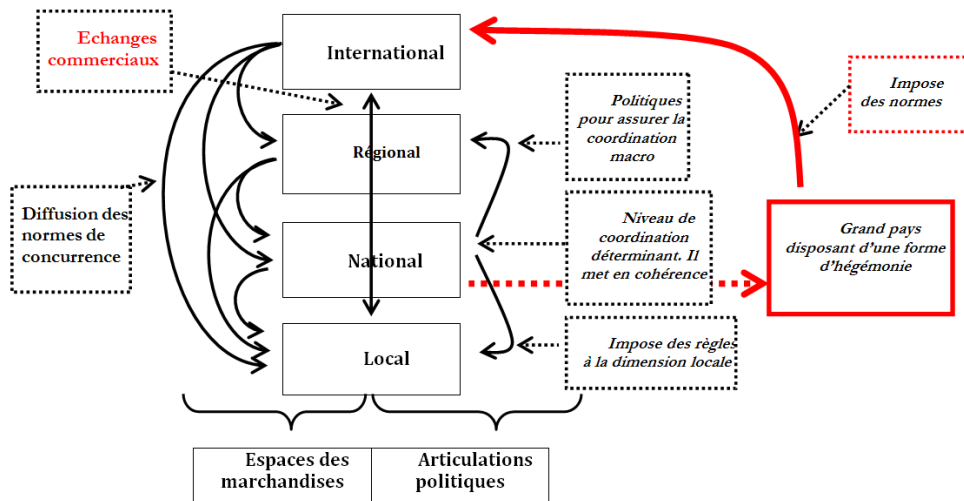 Echanges
commerciaux
International
Impose
des normes
Politiques
pour assurer la
coordination
macro
Régional
Diffusion des
normes de
concurrence
Niveau de
coordination
déterminant. Il
met en cohérence
National
Grand pays
disposant d'une forme
d'hégémonie
Local
Impose des règles
à la dimension locale
Espaces des
marchandises
Articulations
politiques